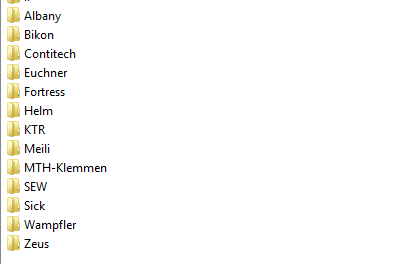 Albany
Bikon
Contitech
Euchner
Fortress
Helm
KTR
Meili
MTH-Klemmen
SEW
Sick
Wampfler
Zeus